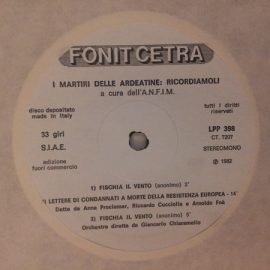 FONIT CETRA
I MARTIRI DELLE ARDEATINE: RICORDIAMOLI
a cura dell'A.N.F.I.M.
disco depositato
made in Italy
tutti i diritti
riservati
33 giri
S.I.A.E.
edizione
fuori commercio
LPP 398
CT. 7207
STEREOMONO
℗ 1982
1) FISCHIA IL VENTO (anonimo) 2'
"I LETTERE DI CONDANNATI A MORTE DELLA RESISTENZA EUROPEA - 14'
Dette da Anna Proclemer, Riccardo Cucciolla e Arnoldo Foà
2) FISCHIA IL VENTO (anonimo) 5'
Orchestra diretta da Giancarlo Chiaramello